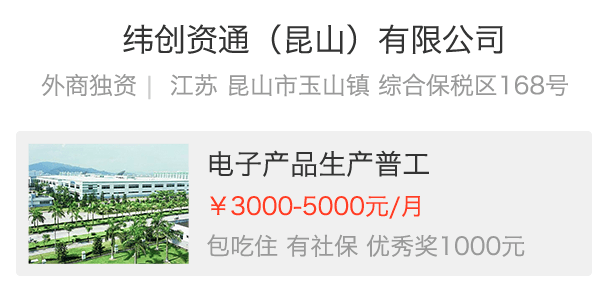 纬创资通（昆山）有限公司
外商独资 | 江苏 昆山市玉山镇 综合保税区168号
电子产品生产普工
￥3000-5000元/月
包吃住 有社保 优秀奖1000元